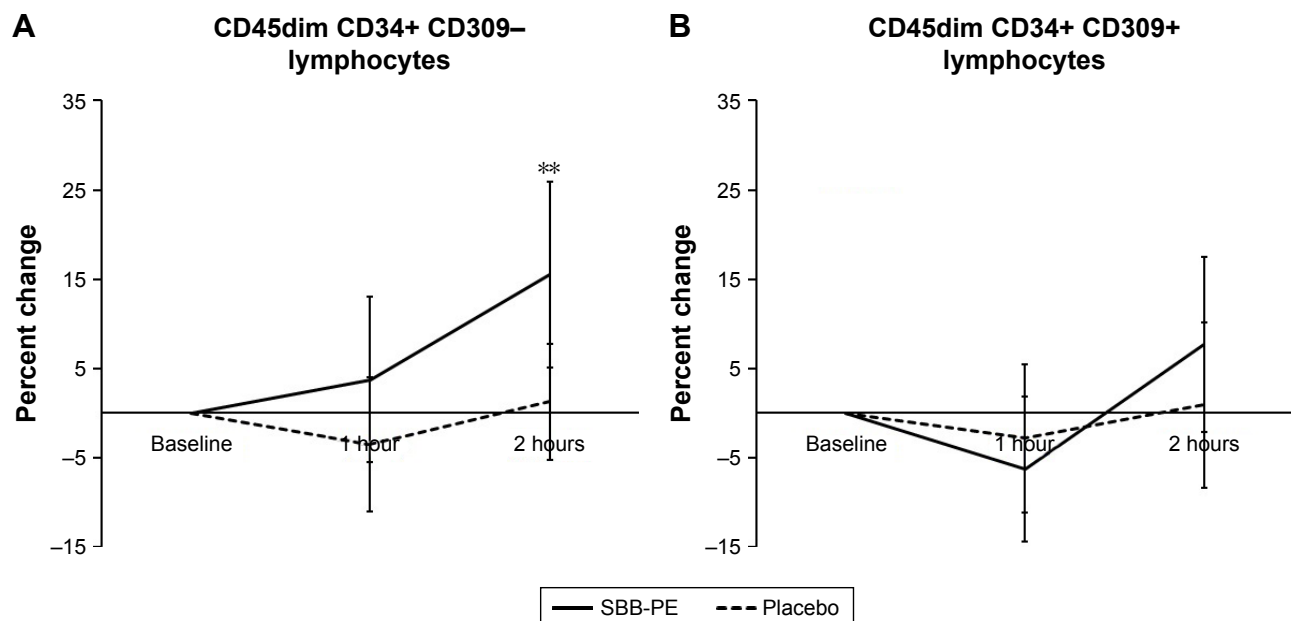 A
CD45dim CD34+ CD309–
lymphocytes
35
25
15
5
–5
–15
Percent change
**
Baseline
1 hour
2 hours
B
CD45dim CD34+ CD309+
lymphocytes
35
25
15
5
–5
–15
Percent change
Baseline
1 hour
2 hours
SBB-PE
Placebo